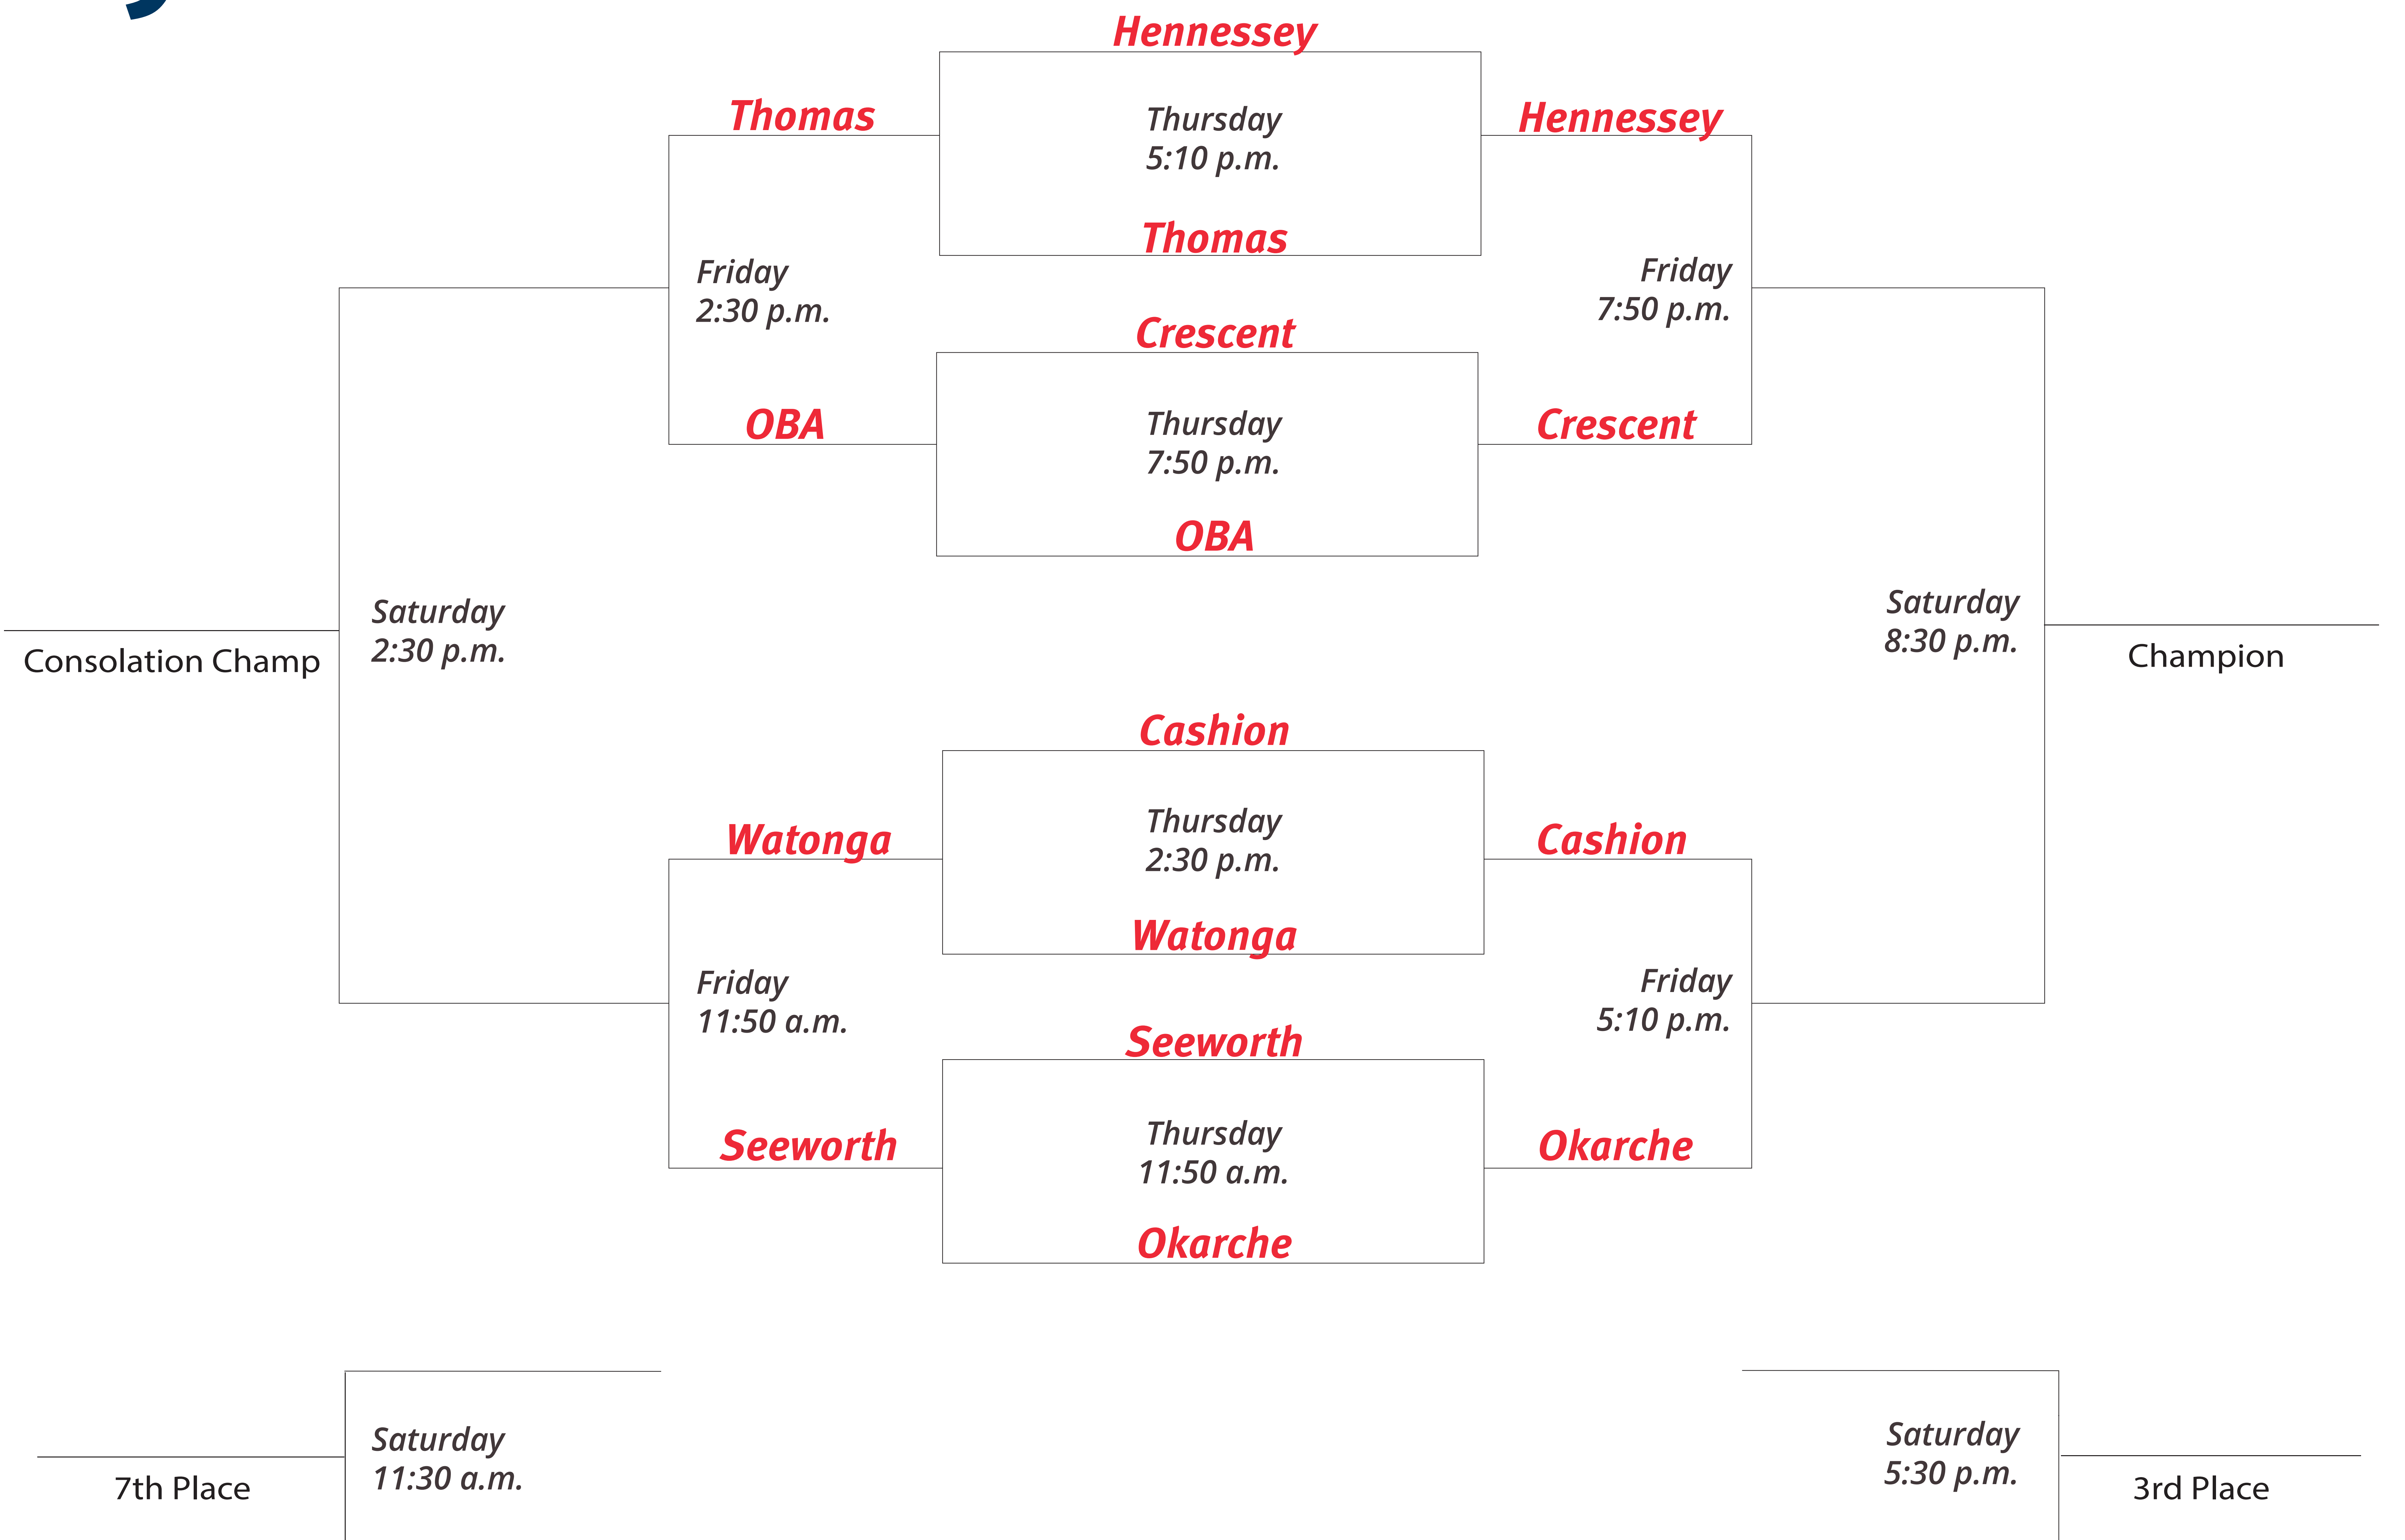 Hennessey
Thomas
Thursday
5:10 p.m.
Hennessey
Thomas
Friday
2:30 p.m.
Friday
7:50 p.m.
Crescent
OBA
Thursday
7:50 p.m.
Crescent
OBA
Saturday
2:30 p.m.
Consolation Champ
Saturday
8:30 p.m.
Champion
Cashion
Watonga
Thursday
2:30 p.m.
Cashion
Watonga
Friday
11:50 a.m.
Friday
5:10 p.m.
Seeworth
Seeworth
Thursday
11:50 a.m.
Okarche
Okarche
Saturday
11:30 a.m.
7th Place
Saturday
5:30 p.m.
3rd Place